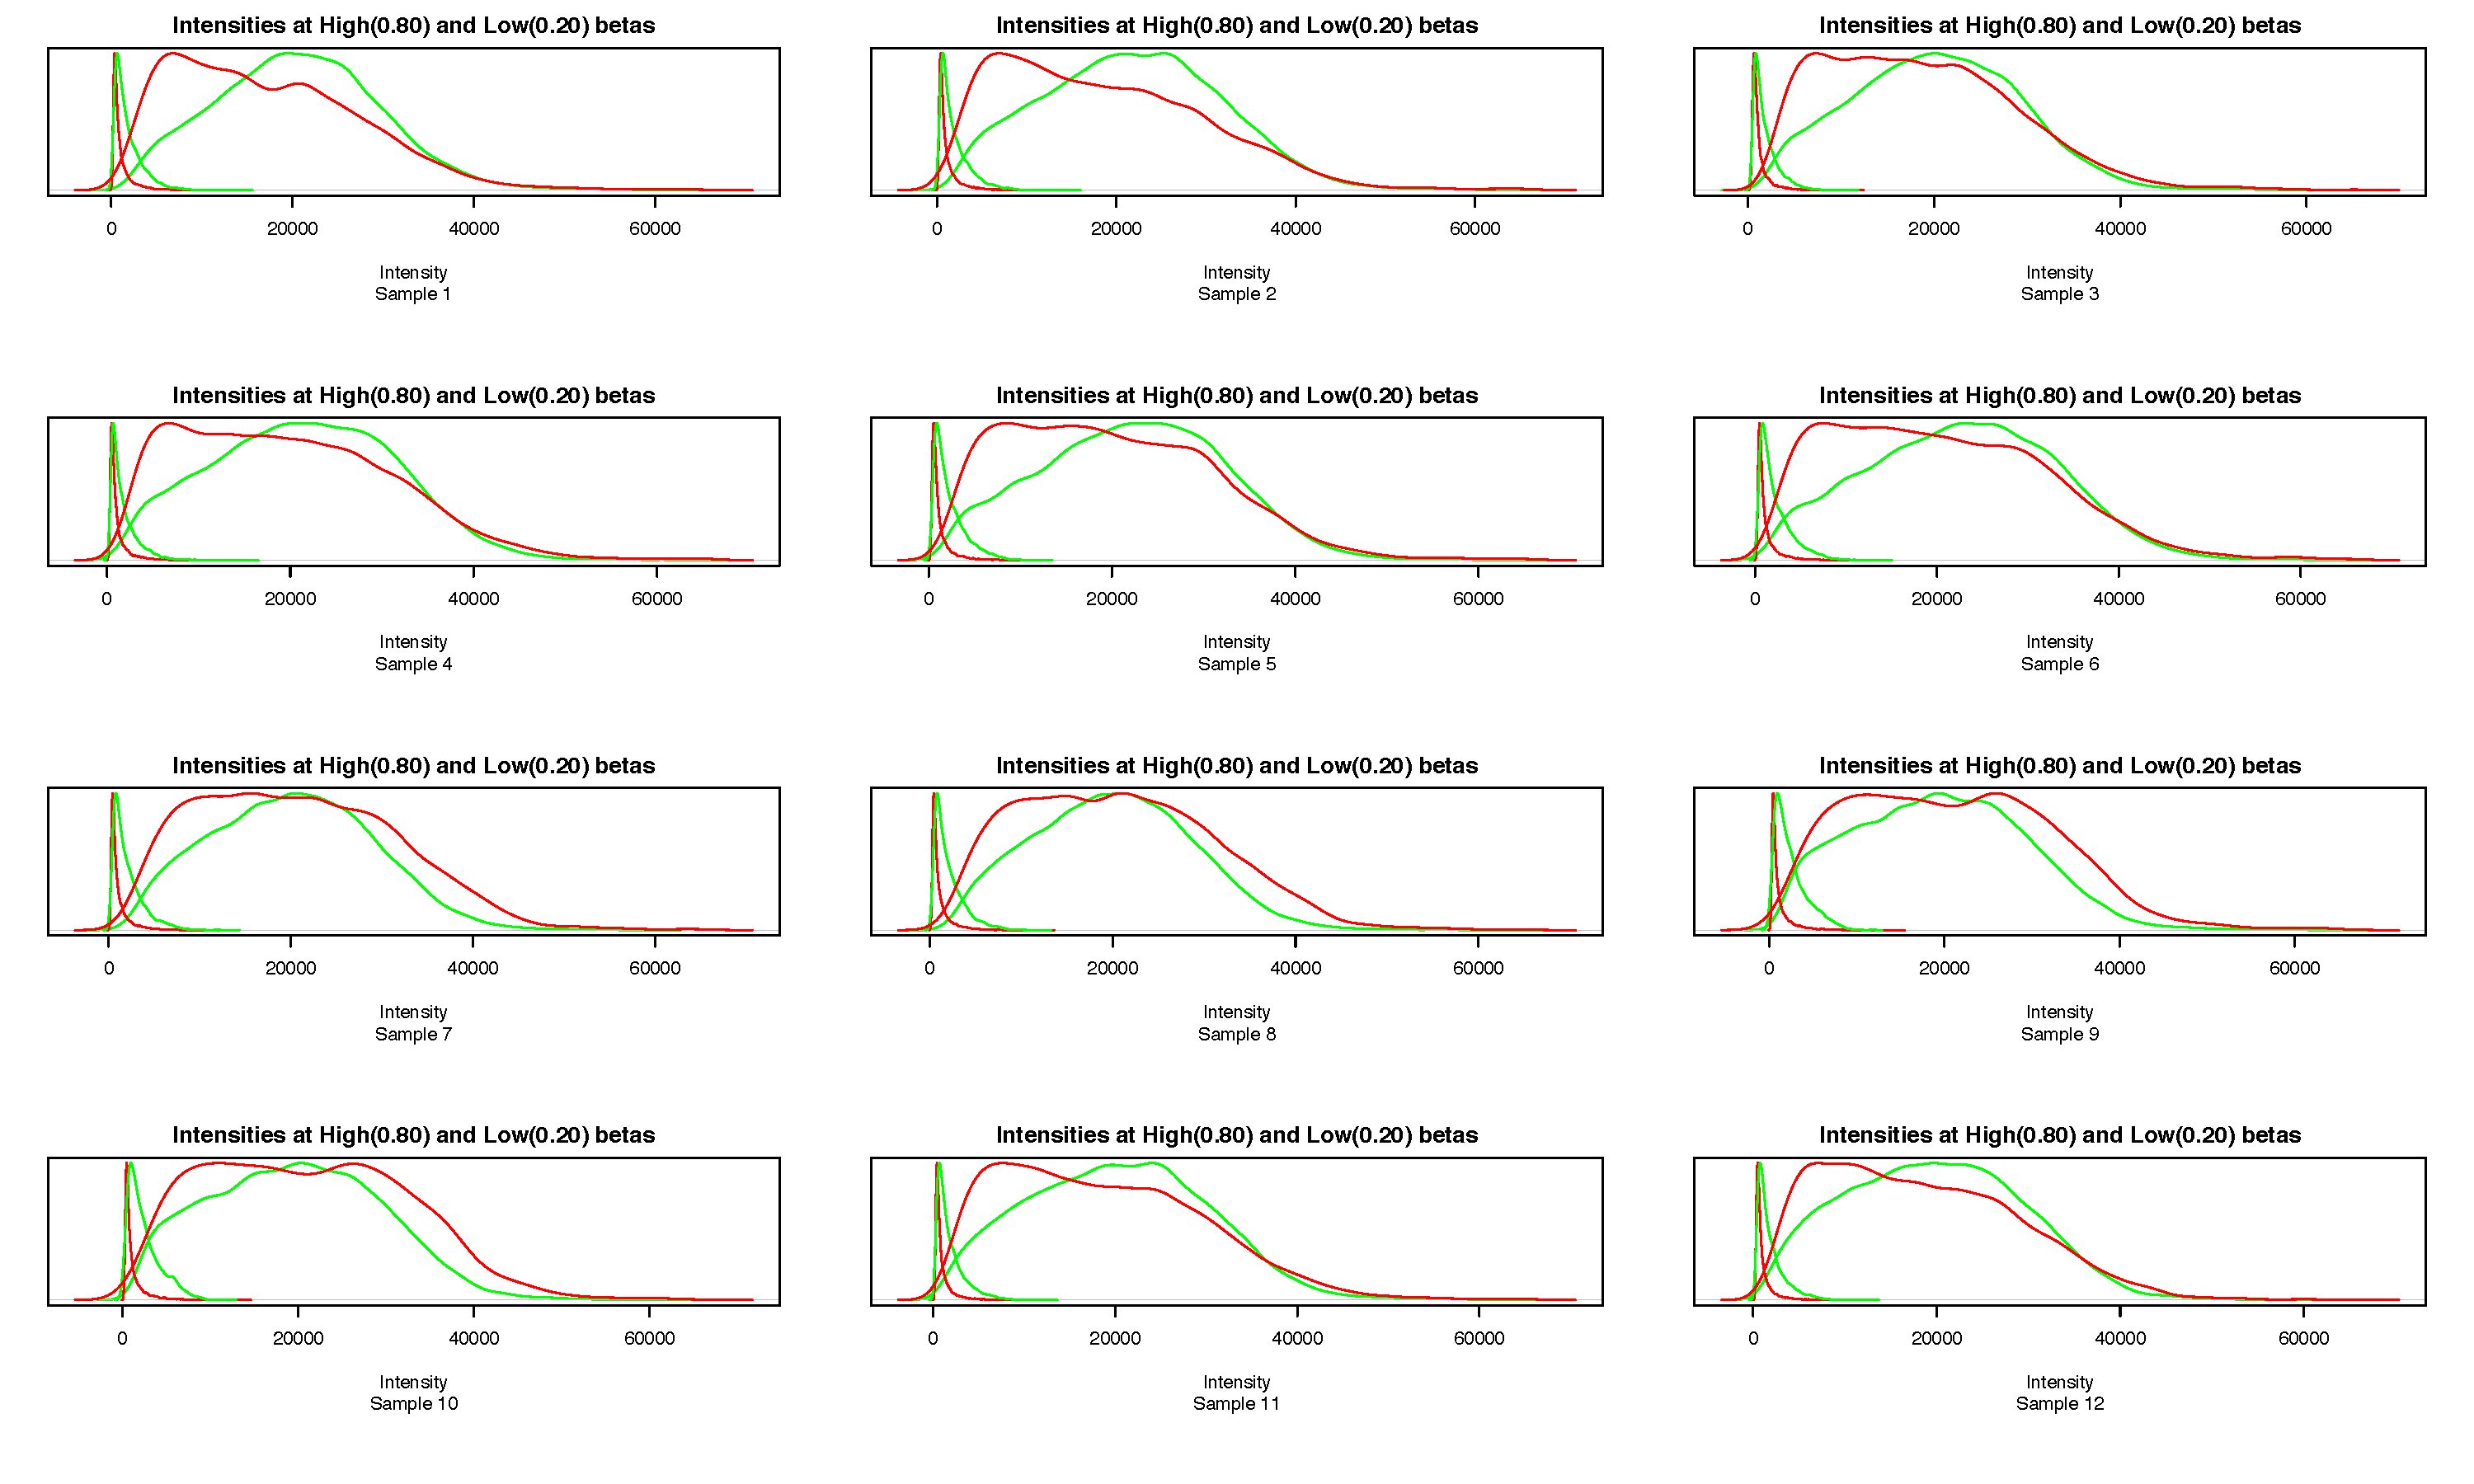 Intensities at High(0.80) and Low(0.20) betas
0 20000 40000 60000
Intensity
Sample 1
Intensities at High(0.80) and Low(0.20) betas
0 20000 40000 60000
Intensity
Sample 2
Intensities at High(0.80) and Low(0.20) betas
0 20000 40000 60000
Intensity
Sample 3
Intensities at High(0.80) and Low(0.20) betas
0 20000 40000 60000
Intensity
Sample 4
Intensities at High(0.80) and Low(0.20) betas
0 20000 40000 60000
Intensity
Sample 5
Intensities at High(0.80) and Low(0.20) betas
0 20000 40000 60000
Intensity
Sample 6
Intensities at High(0.80) and Low(0.20) betas
0 20000 40000 60000
Intensity
Sample 7
Intensities at High(0.80) and Low(0.20) betas
0 20000 40000 60000
Intensity
Sample 8
Intensities at High(0.80) and Low(0.20) betas
0 20000 40000 60000
Intensity
Sample 9
Intensities at High(0.80) and Low(0.20) betas
0 20000 40000 60000
Intensity
Sample 10
Intensities at High(0.80) and Low(0.20) betas
0 20000 40000 60000
Intensity
Sample 11
Intensities at High(0.80) and Low(0.20) betas
0 20000 40000 60000
Intensity
Sample 12